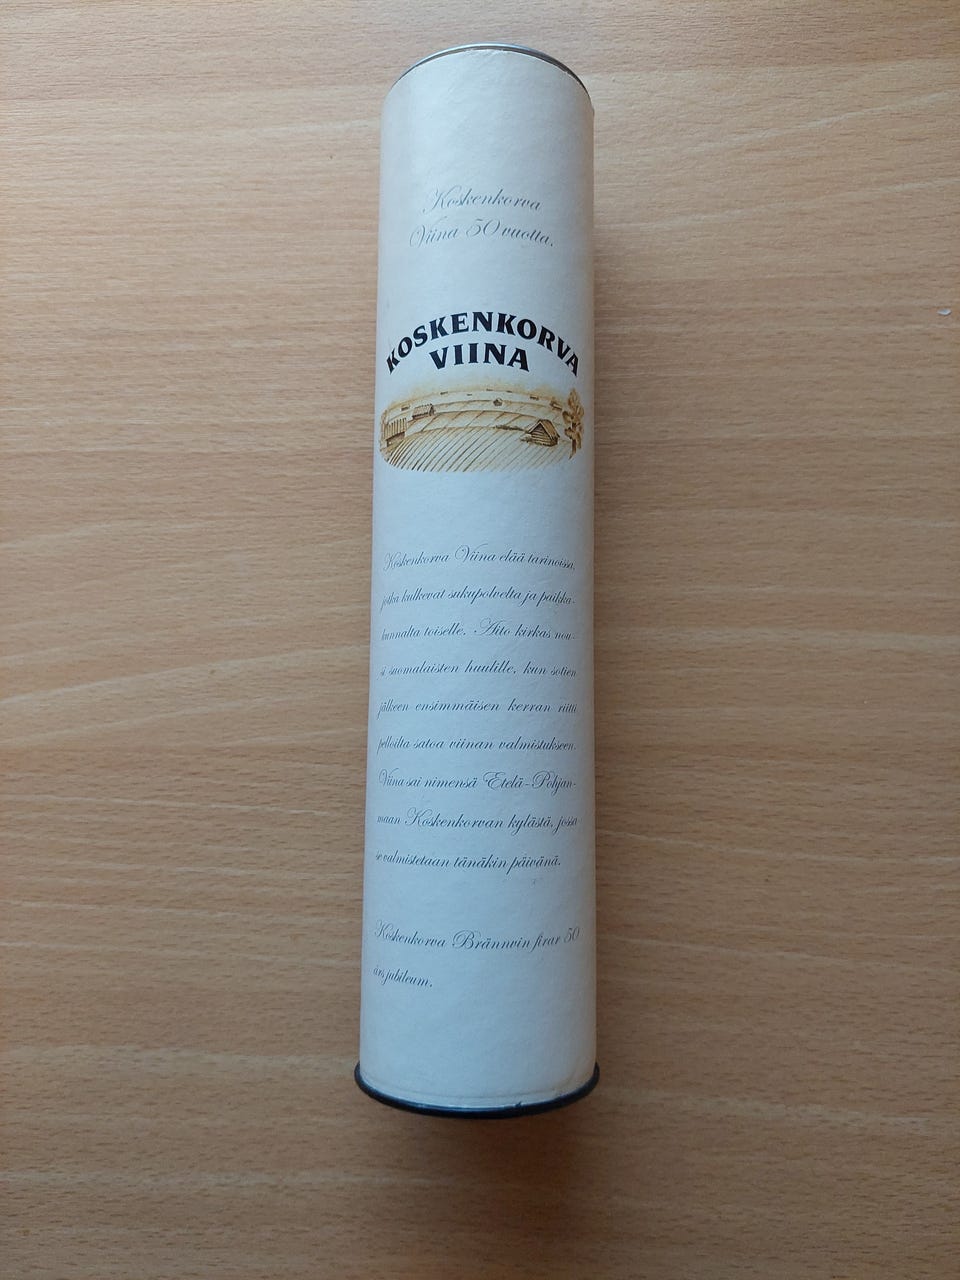 Koskenkorva
Viina 50 vuotta.
KOSKENKORVA
VIINA
Koskenkorva Viina elää tarinoissa,
jotka kulkevat sukupolvelta ja paikka-
kunnalta toiselle. Aito kirkas nou-
si suomalaisten huulille, kun sotien
jälkeen ensimmäisen kerran riitti
pelloilta satoa viinan valmistukseen.
Viina sai nimensä Etelä-Pohjan-
maan Koskenkorvan kylästä, jossa
se valmistetaan tänäkin päivänä.
Koskenkorva Brännvin firar 50
års jubileum.